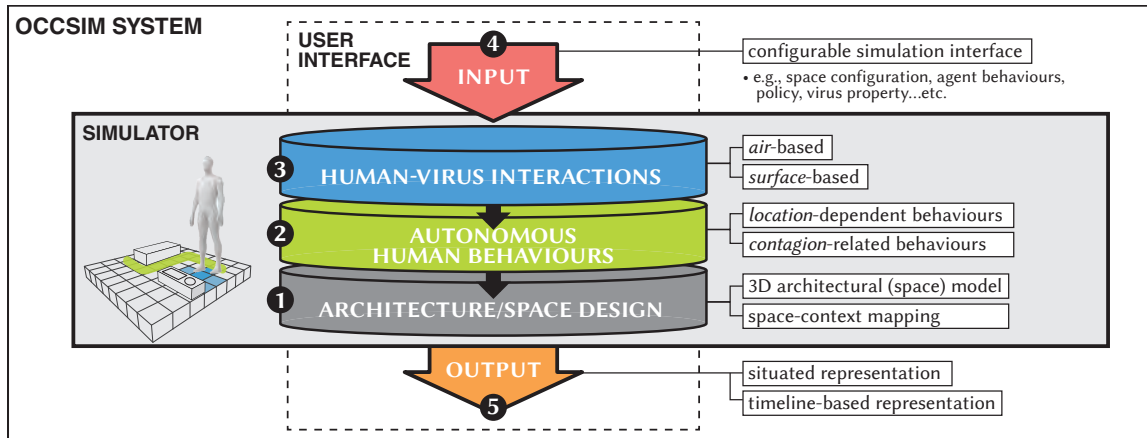 OCCSIM SYSTEM
USER
INTERFACE
4
INPUT
configurable simulation interface
• e.g., space configuration, agent behaviours,
policy, virus property...etc.
SIMULATOR
3
HUMAN-VIRUS INTERACTIONS
air-based
surface-based
2
AUTONOMOUS
HUMAN BEHAVIOURS
location-dependent behaviours
contagion-related behaviours
1
ARCHITECTURE/SPACE DESIGN
3D architectural (space) model
space-context mapping
OUTPUT
5
situated representation
timeline-based representation